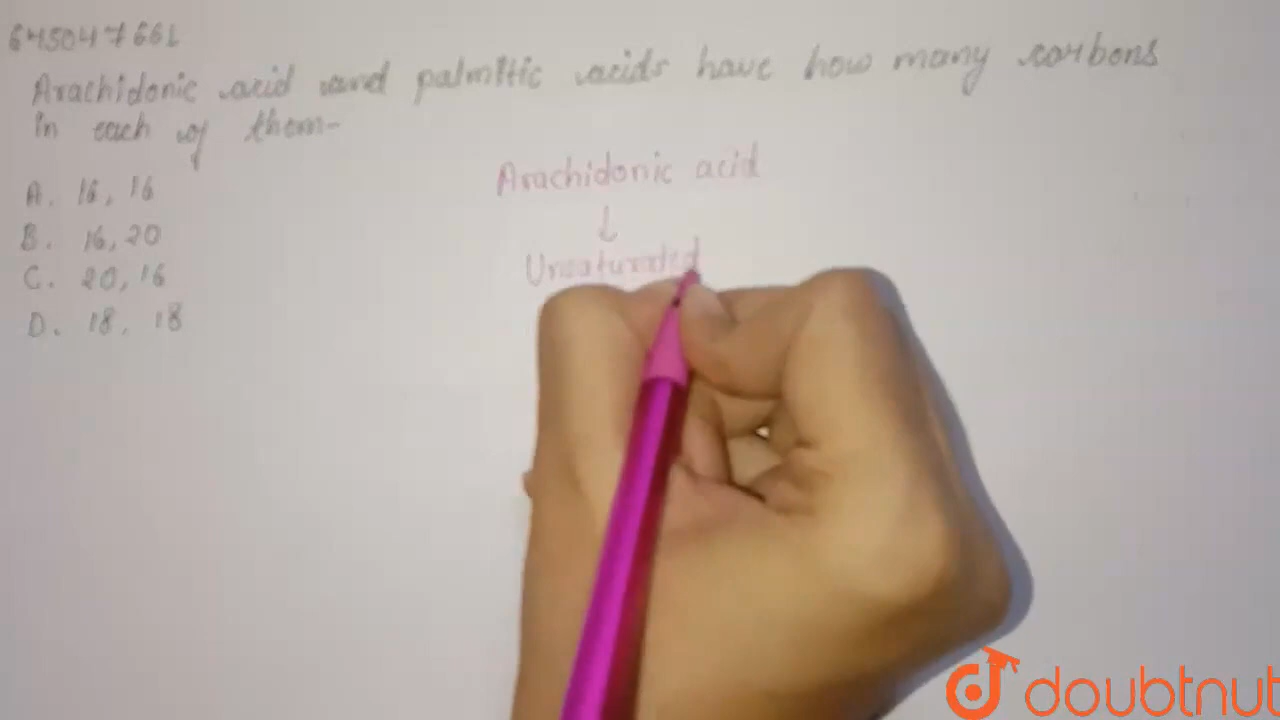 645047661
Arachidonic acid and palmitic acids have how many carbons
in each of them-
A. 16, 16
B. 16, 20
C. 20, 16
D. 18, 18
Arachidonic acid
↓
Unsaturated
doubtnut